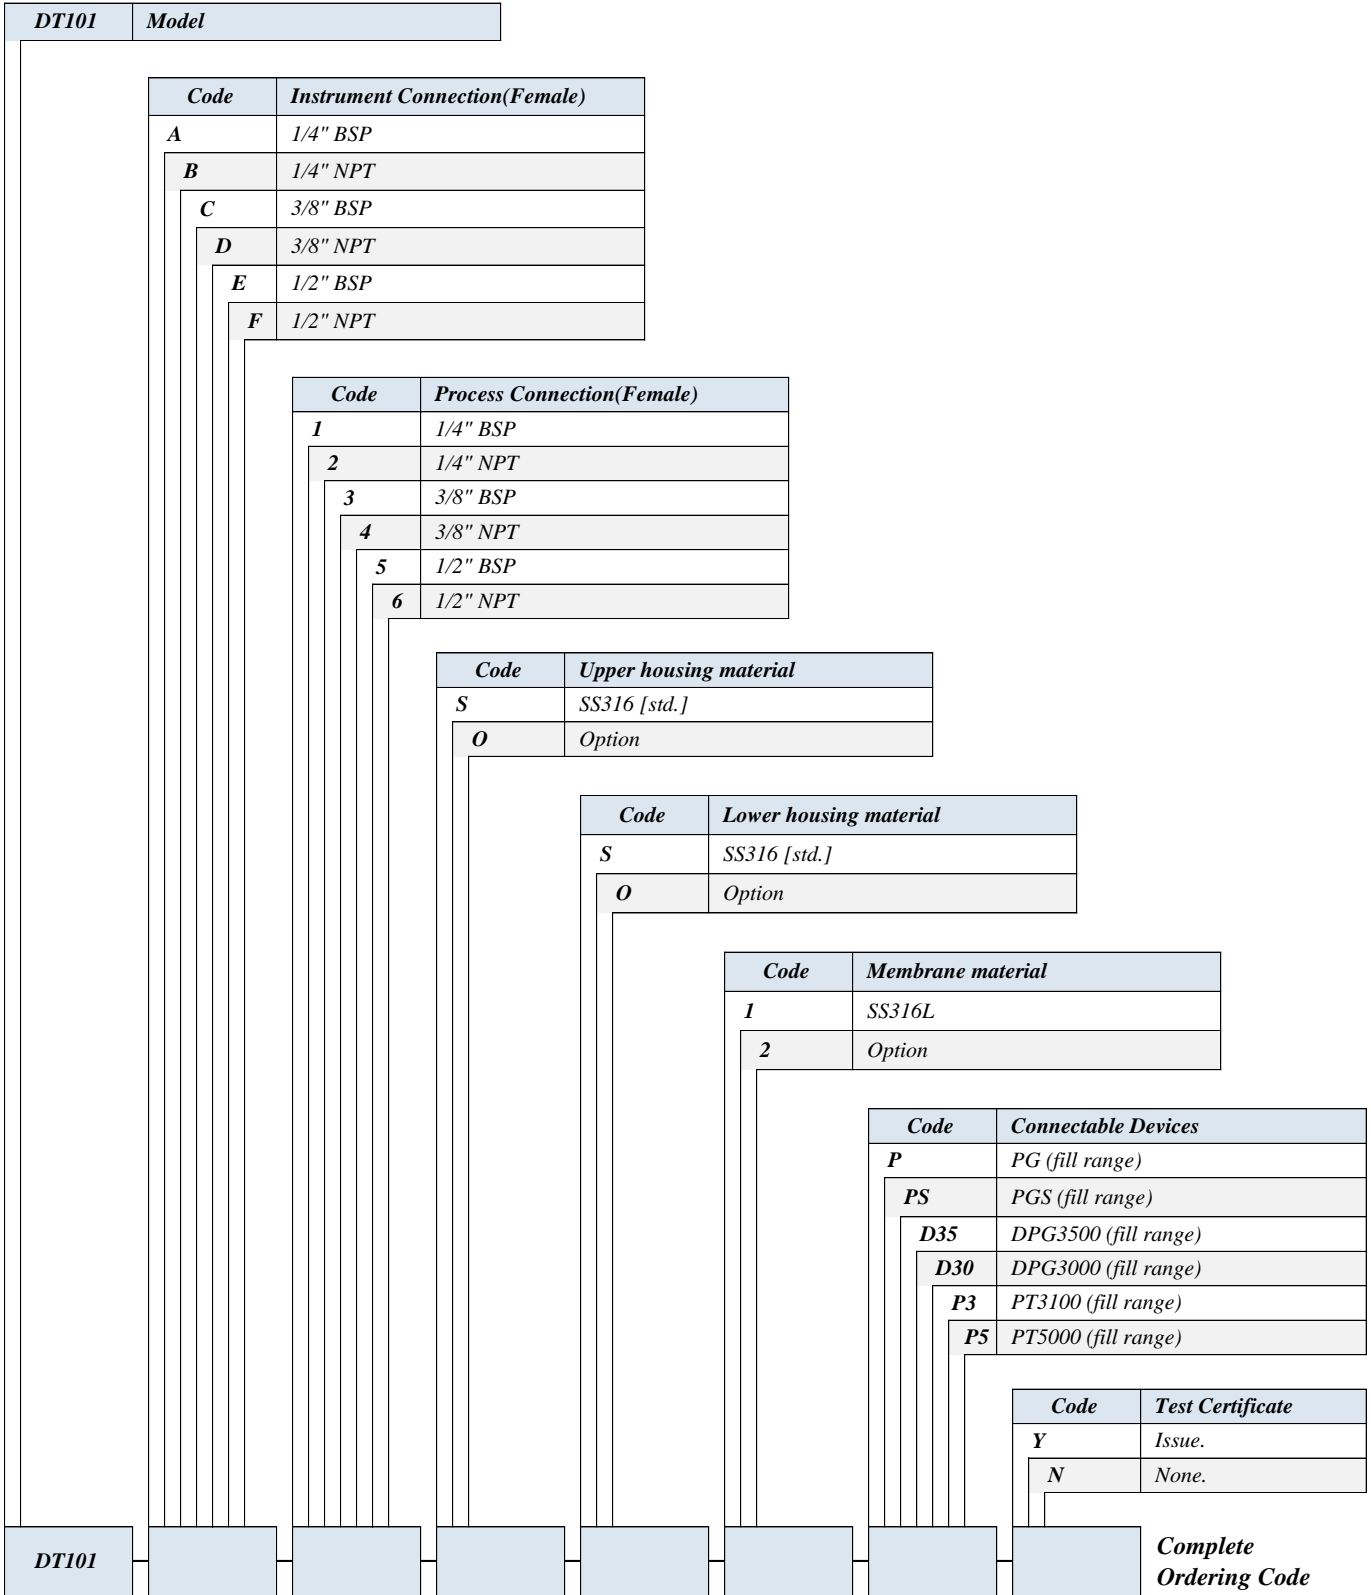 DT101 Model
Code Instrument Connection(Female)
A 1/4" BSP
B 1/4" NPT
C 3/8" BSP
D 3/8" NPT
E 1/2" BSP
F 1/2" NPT
Code Process Connection(Female)
1 1/4" BSP
2 1/4" NPT
3 3/8" BSP
4 3/8" NPT
5 1/2" BSP
6 1/2" NPT
Code Upper housing material
S SS316 [std.]
O Option
Code Lower housing material
S SS316 [std.]
O Option
Code Membrane material
1 SS316L
2 Option
Code Connectable Devices
P PG (fill range)
PS PGS (fill range)
D35 DPG3500 (fill range)
D30 DPG3000 (fill range)
P3 PT3100 (fill range)
P5 PT5000 (fill range)
Code Test Certificate
Y Issue.
N None.
DT101 Complete
Ordering Code